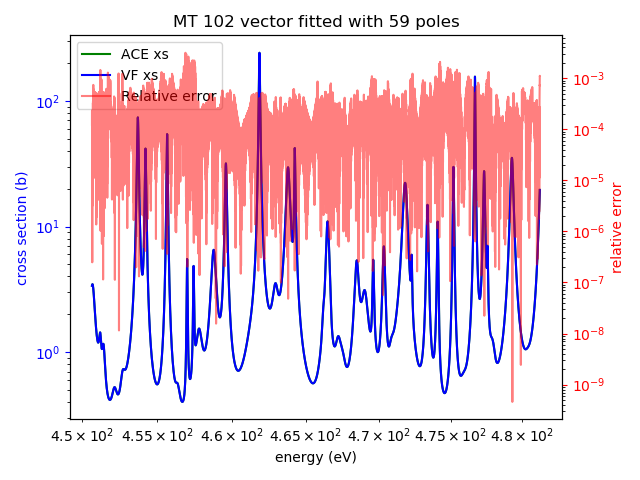 MT 102 vector fitted with 59 poles
ACE xs
VF xs
Relative error
cross section (b)
10²
10¹
10⁰
10⁻³
10⁻⁴
10⁻⁵
10⁻⁶
10⁻⁷
10⁻⁸
10⁻⁹
relative error
4.5 × 10² 4.55 × 10² 4.6 × 10² 4.65 × 10² 4.7 × 10² 4.75 × 10² 4.8 × 10²
energy (eV)